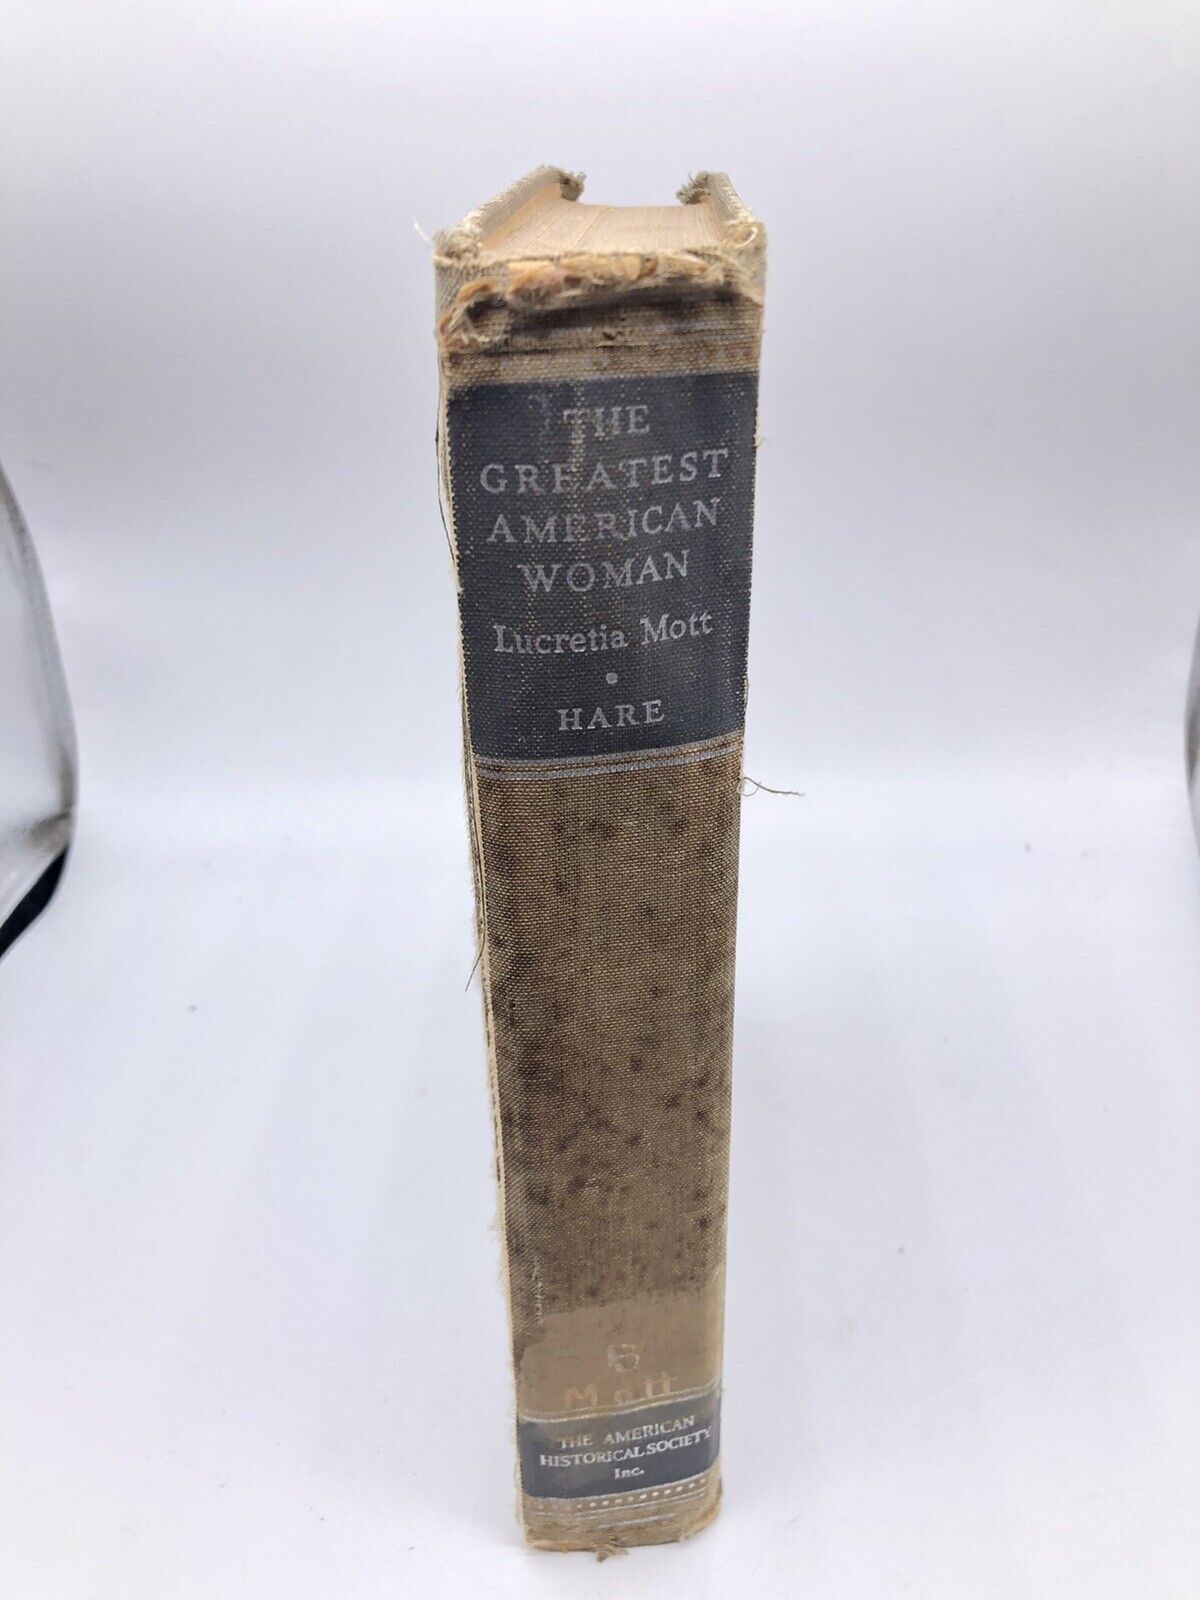 THE
GREATEST
AMERICAN
WOMAN
Lucretia Mott
•
HARE
B
Mott
THE AMERICAN
HISTORICAL SOCIETY
Inc.